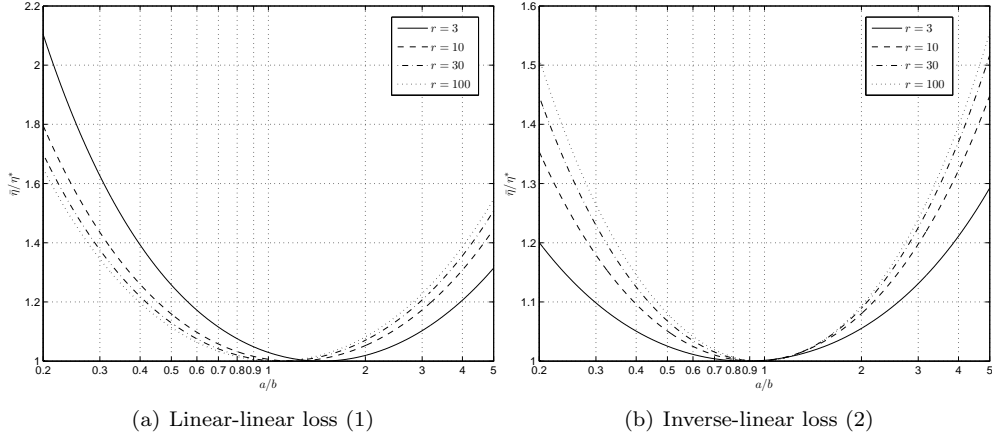 2.2
2
1.8
1.6
1.4
1.2
1
η̄/η*
0.2 0.3 0.4 0.5 0.6 0.7 0.8 0.9 1 2 3 4 5
a/b
r = 3
r = 10
r = 30
r = 100
(a) Linear-linear loss (1)
1.6
1.5
1.4
1.3
1.2
1.1
1
η̄/η*
0.2 0.3 0.4 0.5 0.6 0.7 0.8 0.9 1 2 3 4 5
a/b
r = 3
r = 10
r = 30
r = 100
(b) Inverse-linear loss (2)